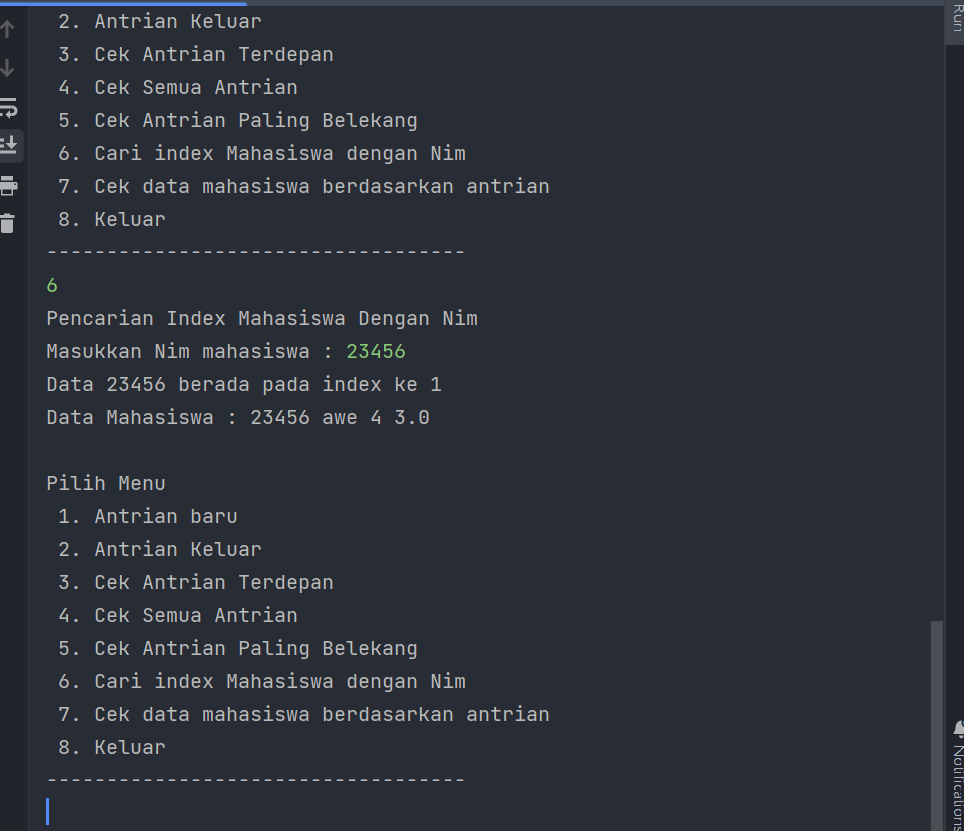 Run
2. Antrian Keluar
3. Cek Antrian Terdepan
4. Cek Semua Antrian
5. Cek Antrian Paling Belekang
6. Cari index Mahasiswa dengan Nim
7. Cek data mahasiswa berdasarkan antrian
8. Keluar
-----------------------------------
6
Pencarian Index Mahasiswa Dengan Nim
Masukkan Nim mahasiswa : 23456
Data 23456 berada pada index ke 1
Data Mahasiswa : 23456 awe 4 3.0
Pilih Menu
1. Antrian baru
2. Antrian Keluar
3. Cek Antrian Terdepan
4. Cek Semua Antrian
5. Cek Antrian Paling Belekang
6. Cari index Mahasiswa dengan Nim
7. Cek data mahasiswa berdasarkan antrian
8. Keluar
-----------------------------------
Notifications